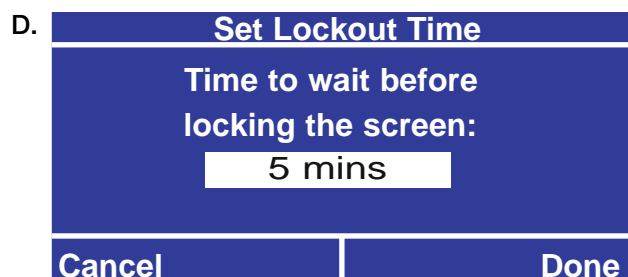 D.
Set Lockout Time
Time to wait before
locking the screen:
5 mins
Cancel Done